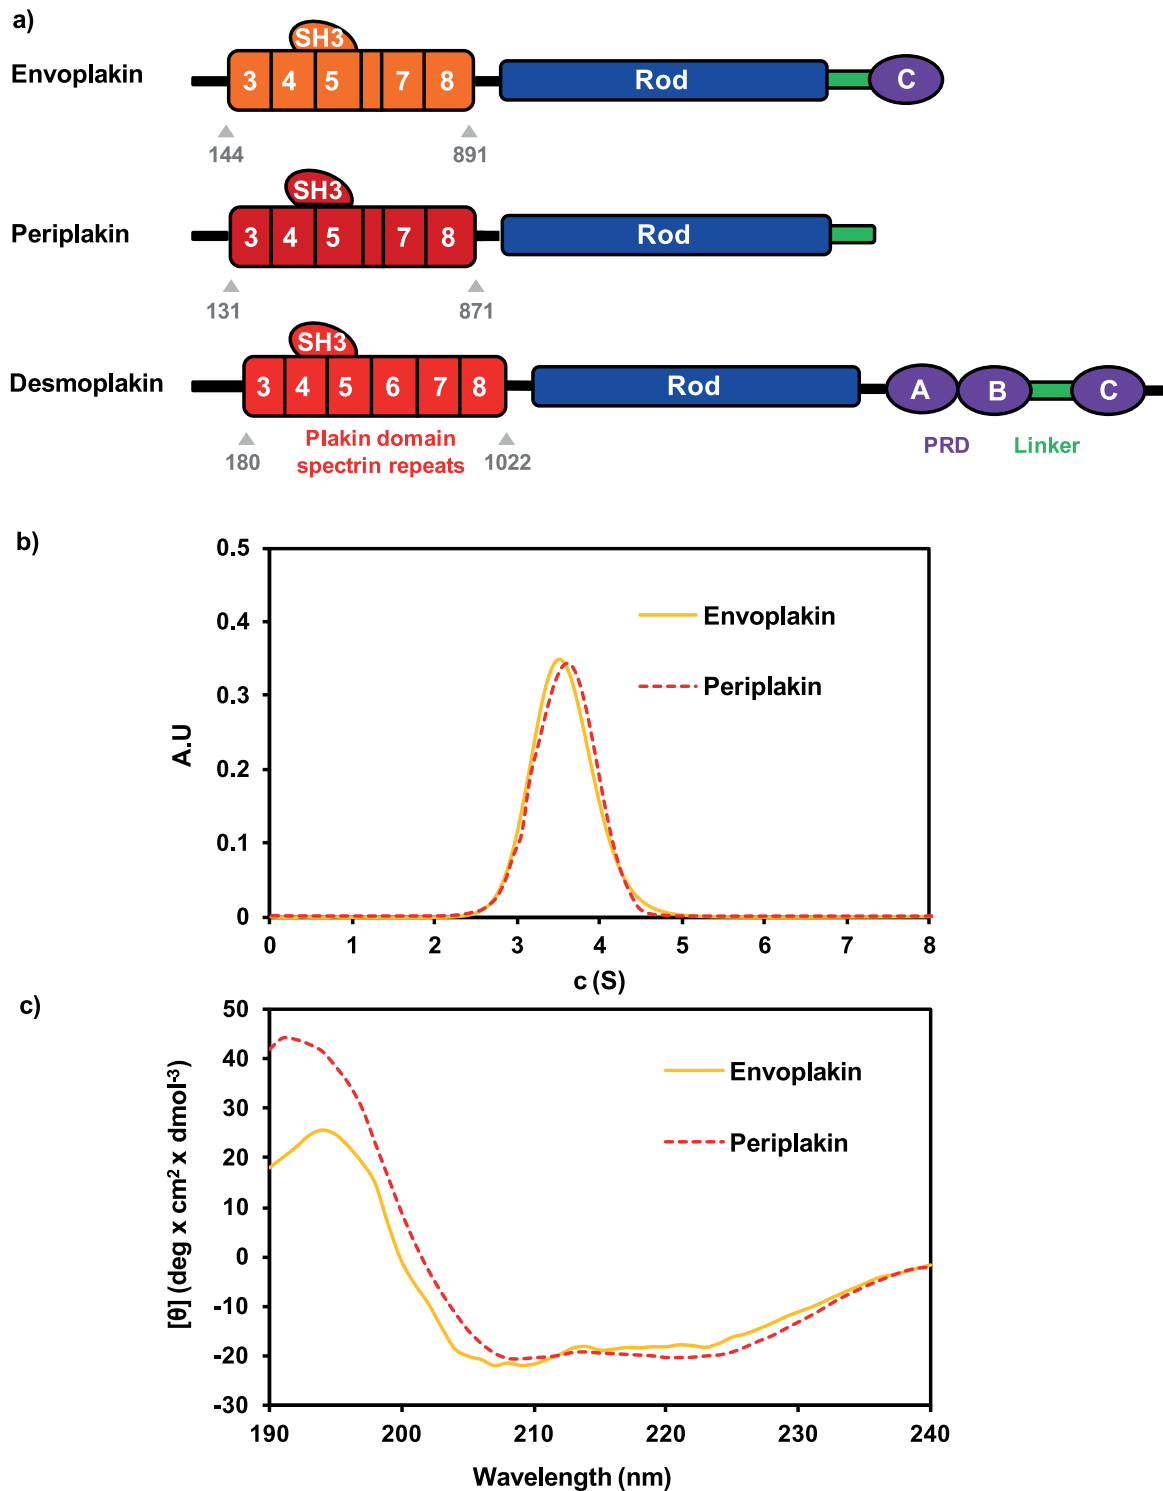 a)
SH3
Envoplakin 3 4 5 7 8 Rod C
144 891
SH3
Periplakin 3 4 5 7 8 Rod
131 871
SH3
Desmoplakin 3 4 5 6 7 8 Rod A B C
180 Plakin domain 1022 PRD Linker
spectrin repeats
b)
0.5
0.4
0.3
0.2
0.1
0
A.U
Envoplakin
Periplakin
0 1 2 3 4 5 6 7 8
c (S)
c)
50
40
30
20
10
0
-10
-20
-30
[θ] (deg x cm² x dmol⁻³)
Envoplakin
Periplakin
190 200 210 220 230 240
Wavelength (nm)